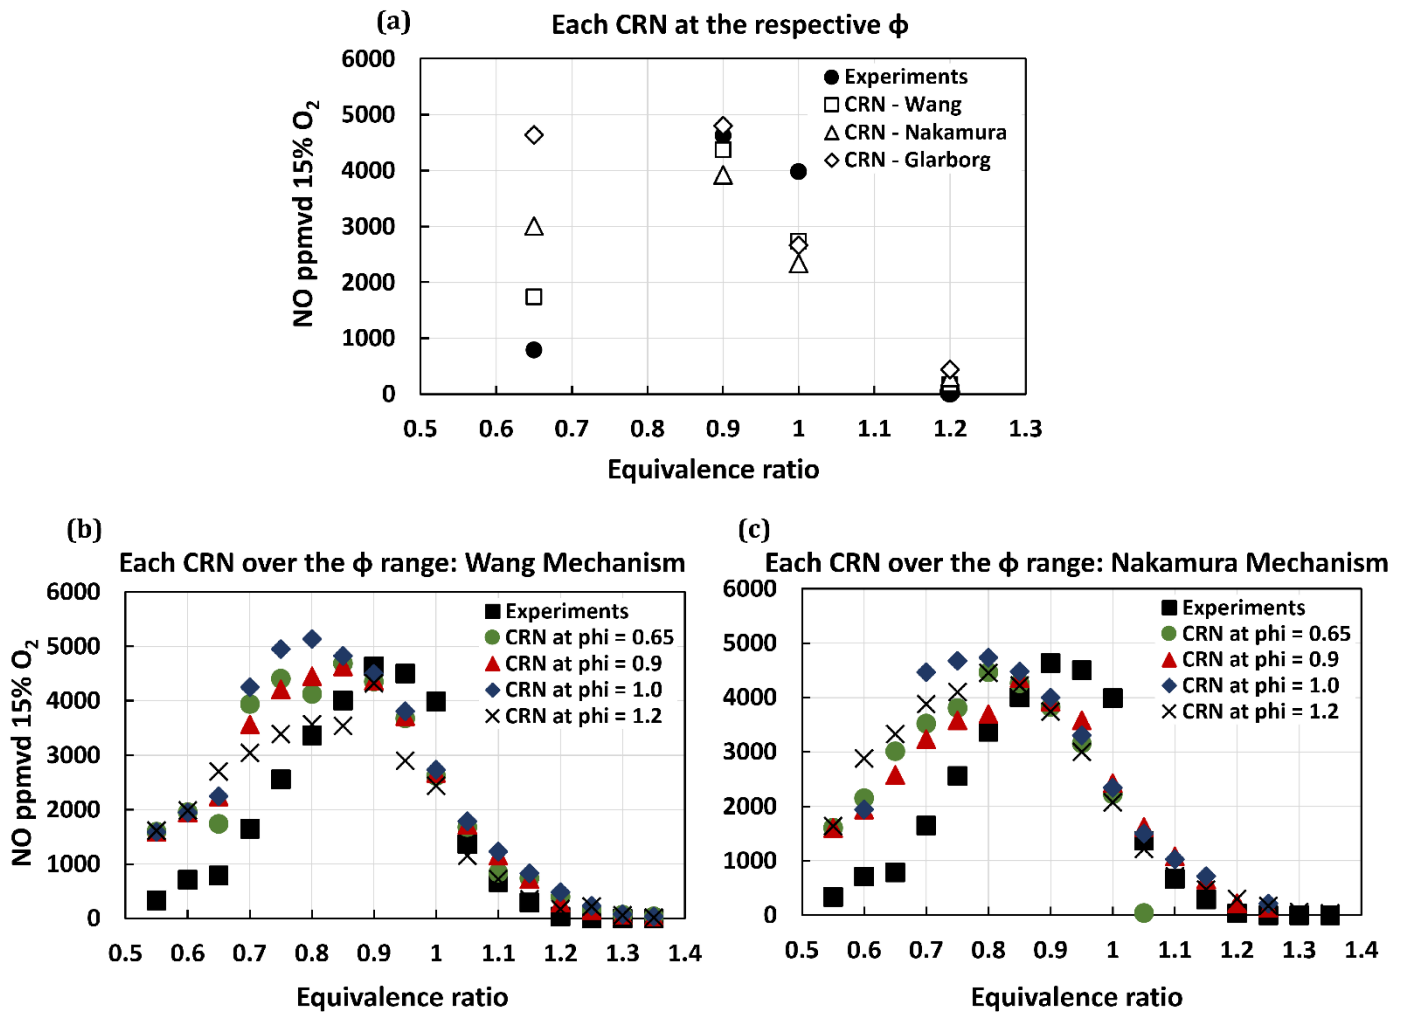 (a)
Each CRN at the respective ϕ
6000
5000
4000
3000
2000
1000
0
NO ppmvd 15% O₂
Experiments
CRN - Wang
CRN - Nakamura
CRN - Glarborg
0.5 0.6 0.7 0.8 0.9 1 1.1 1.2 1.3
Equivalence ratio
(b)
Each CRN over the ϕ range: Wang Mechanism
6000
5000
4000
3000
2000
1000
0
NO ppmvd 15% O₂
Experiments
CRN at phi = 0.65
CRN at phi = 0.9
CRN at phi = 1.0
CRN at phi = 1.2
0.5 0.6 0.7 0.8 0.9 1 1.1 1.2 1.3 1.4
Equivalence ratio
(c)
Each CRN over the ϕ range: Nakamura Mechanism
6000
5000
4000
3000
2000
1000
0
Experiments
CRN at phi = 0.65
CRN at phi = 0.9
CRN at phi = 1.0
CRN at phi = 1.2
0.5 0.6 0.7 0.8 0.9 1 1.1 1.2 1.3 1.4
Equivalence ratio